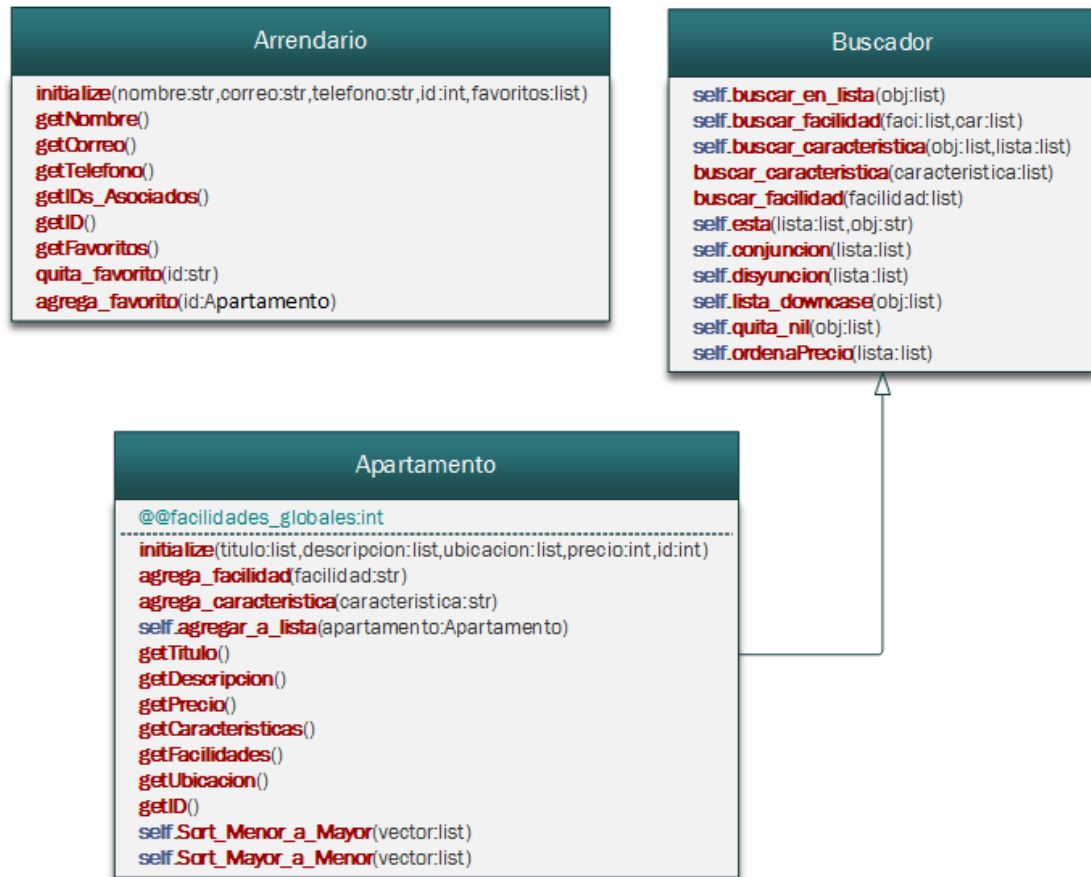 Arrendario
initialize(nombre:str,correo:str,telefono:str,id:int,favoritos:list)
getNombre()
getCorreo()
getTelefono()
getIDs_Asociados()
getID()
getFavoritos()
quita_favorito(id:str)
agrega_favorito(id:Apartamento)
Buscador
self.buscar_en_lista(obj:list)
self.buscar_facilidad(faci:list,car:list)
self.buscar_caracteristica(obj:list,lista:list)
buscar_caracteristica(caracteristica:list)
buscar_facilidad(facilidad:list)
self.esta(lista:list,obj:str)
self.conjuncion(lista:list)
self.disyuncion(lista:list)
self.lista_downcase(obj:list)
self.quita_nil(obj:list)
self.ordenaPrecio(lista:list)
Apartamento
@@facilidades_globales:int
initialize(titulo:list,descripcion:list,ubicacion:list,precio:int,id:int)
agrega_facilidad(facilidad:str)
agrega_caracteristica(caracteristica:str)
self.agregar_a_lista(apartamento:Apartamento)
getTitulo()
getDescripcion()
getPrecio()
getCaracteristicas()
getFacilidades()
getUbicacion()
getID()
self.Sort_Menor_a_Mayor(vector:list)
self.Sort_Mayor_a_Menor(vector:list)